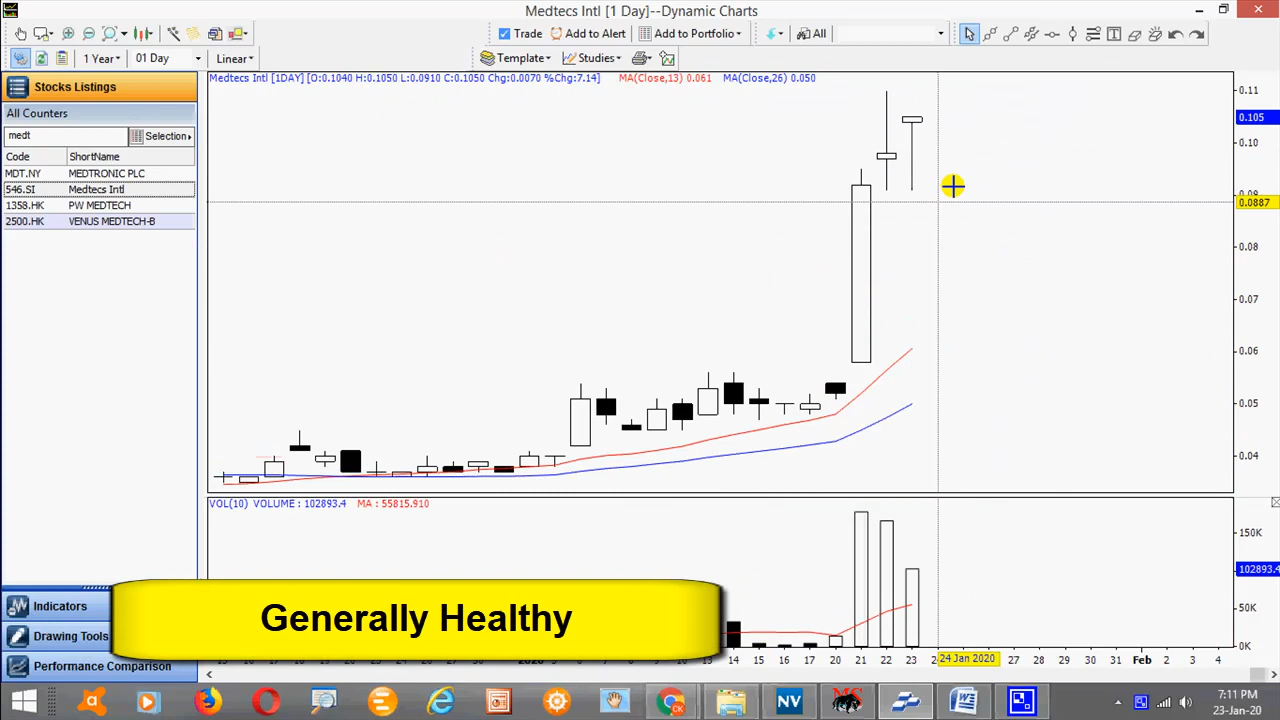 Medtecs Intl [1 Day]--Dynamic Charts
Trade Add to Alert Add to Portfolio All
1 Year 01 Day Linear Template Studies
Stocks Listings
All Counters
medt Selection
Code ShortName
MDT.NY MEDTRONIC PLC
546.SI Medtecs Intl
1358.HK PW MEDTECH
2500.HK VENUS MEDTECH-B
Indicators
Drawing Tools
Performance Comparison
Medtecs Intl [1DAY] [O:0.1040 H:0.1050 L:0.0910 C:0.1050 Chg:0.0070 %Chg:7.14] MA(Close,13) 0.061 MA(Close,26) 0.050
0.11
0.105
0.10
0.09
0.0887
0.08
0.07
0.06
0.05
0.04
VOL(10) VOLUME : 102893.4 MA : 55815.910
150K
102893.4
50K
0K
Generally Healthy
14 15 16 17 20 21 22 23 24 Jan 2020 27 28 29 30 31 Feb 3 4
NV MS
7:11 PM
23-Jan-20